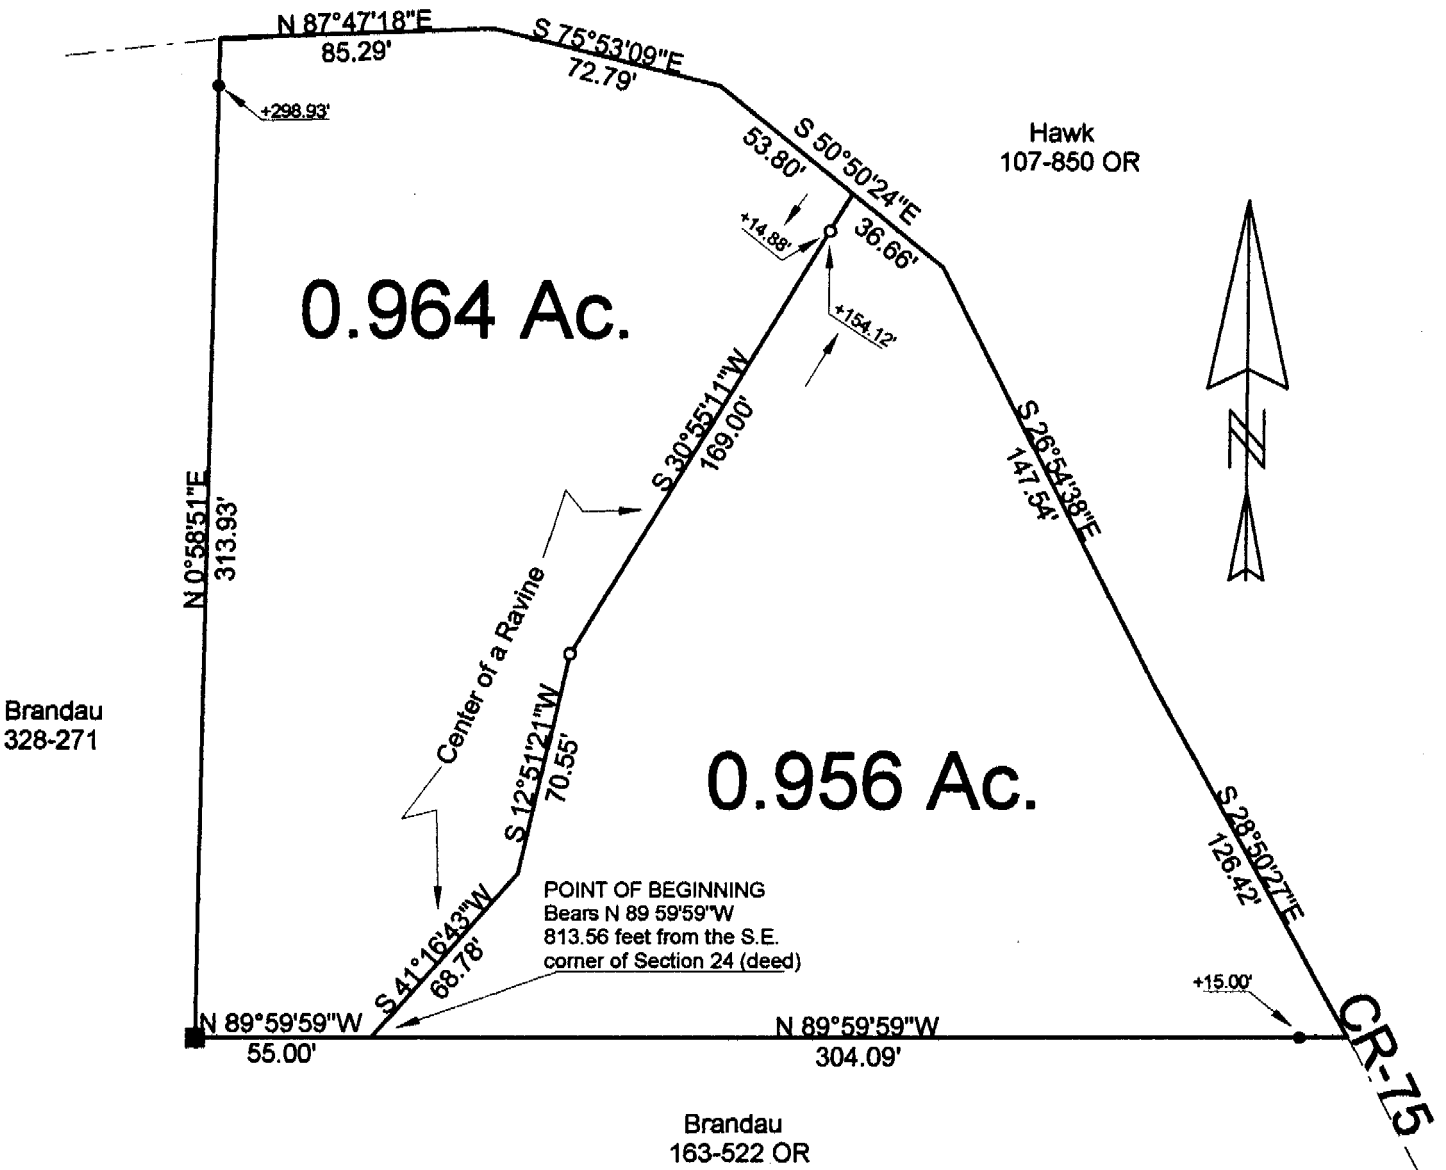 N 87°47'18"E
85.29'
S 75°53'09"E
72.79'
+298.93'
S 50°50'24"E
53.80'
36.66'
Hawk
107-850 OR
+14.88'
+154.12'
0.964 Ac.
N
S 30°55'11"W
169.00'
S 26°54'38"E
147.54'
N 0°58'51"E
313.93'
Center of a Ravine
Brandau
328-271
S 12°51'21"W
70.55'
0.956 Ac.
S 28°50'27"E
126.42'
S 41°16'43"W
68.78'
POINT OF BEGINNING
Bears N 89 59'59"W
813.56 feet from the S.E.
corner of Section 24 (deed)
+15.00'
N 89°59'59"W
55.00'
N 89°59'59"W
304.09'
CR-75
Brandau
163-522 OR